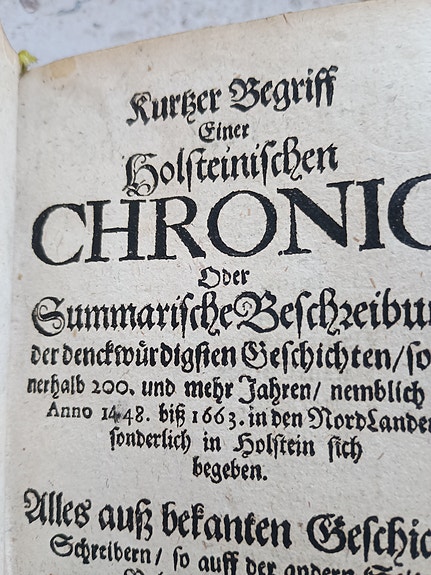 Kurtzer Begriff
Einer
Holsteinischen
CHRONIC
Oder
Summarische Beschreibu
der denckwürdigsten Geschichten/ so
nerhalb 200. und mehr Jahren/ nemblich
Anno 1448. biß 1663. in den NordLanden
sonderlich in Holstein sich
begeben.
Alles auß bekanten Geschic
Schreibern/ so auff der andern